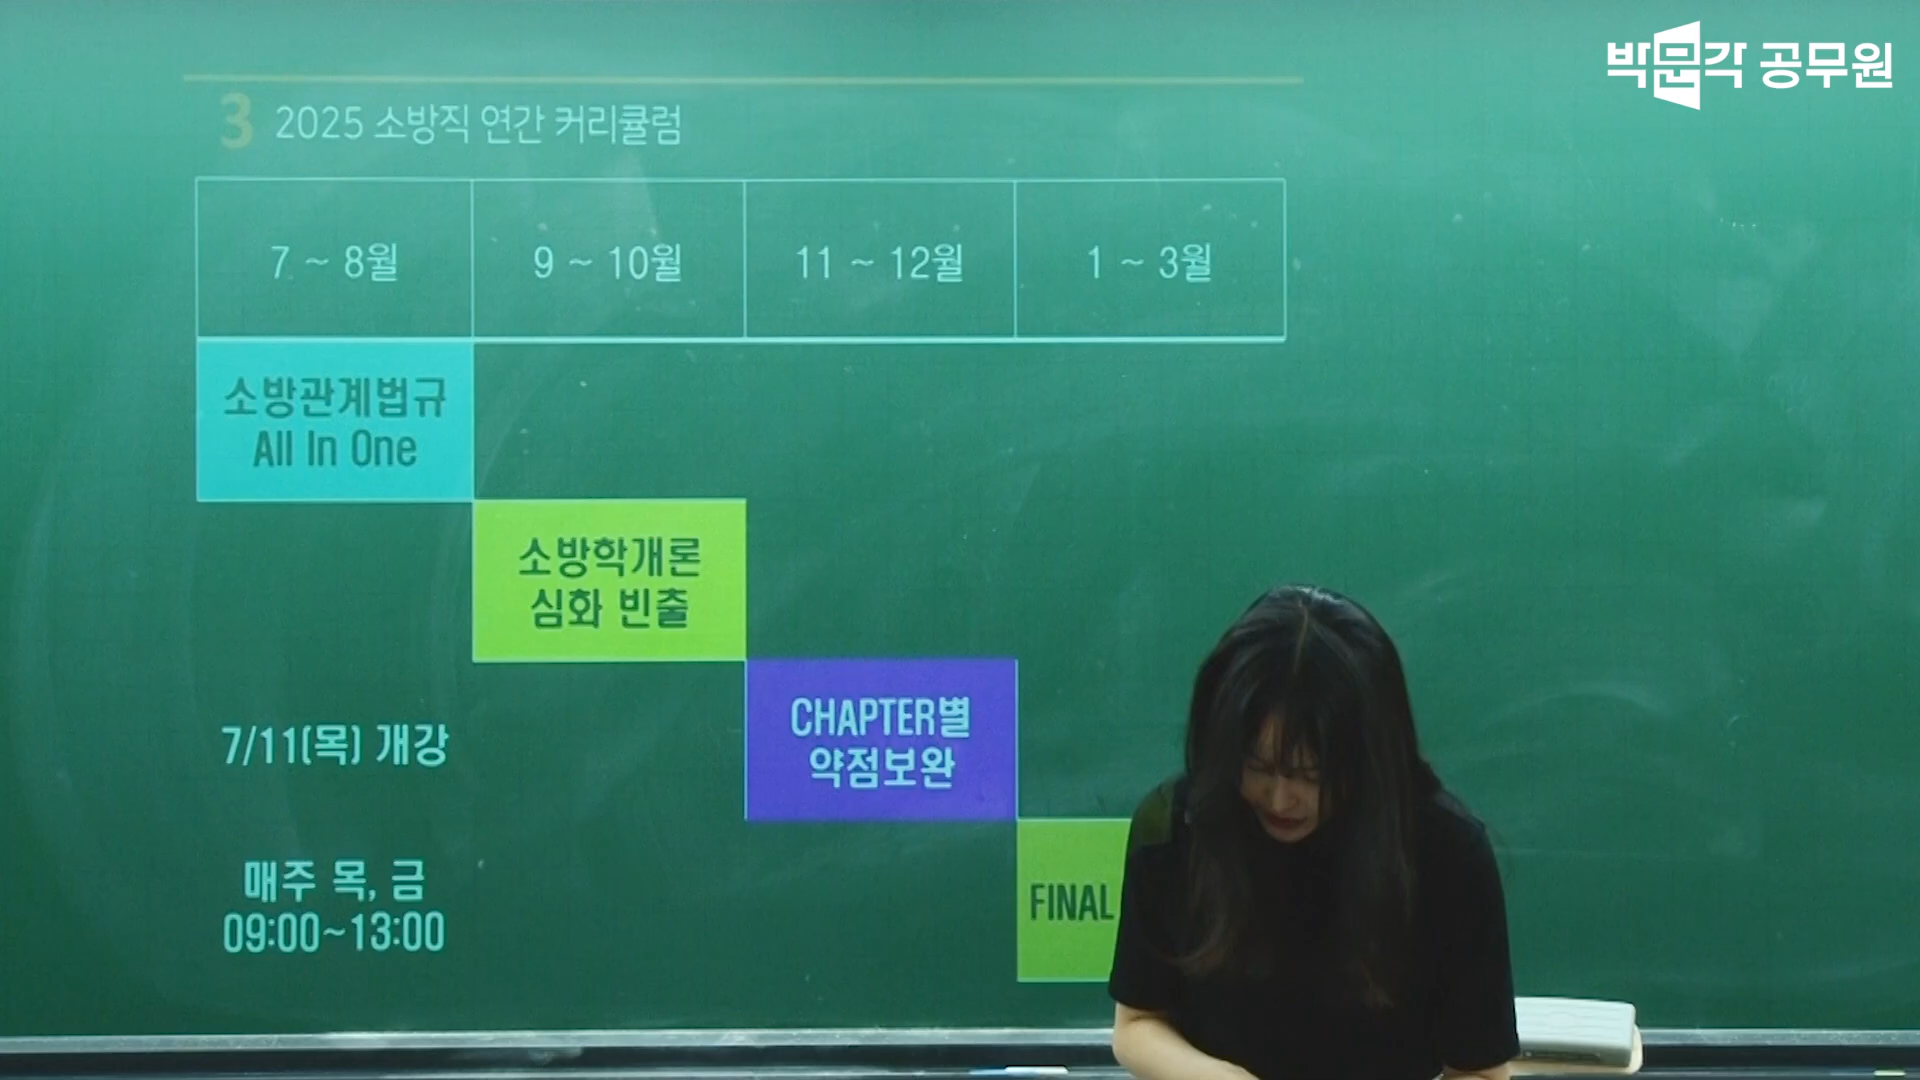 박문각 공무원
3 2025 소방직 연간 커리큘럼
7 ~ 8월
9 ~ 10월
11 ~ 12월
1 ~ 3월
소방관계법규
All In One
소방학개론
심화 빈출
CHAPTER별
약점보완
FINAL
7/11(목) 개강
매주 목, 금
09:00~13:00